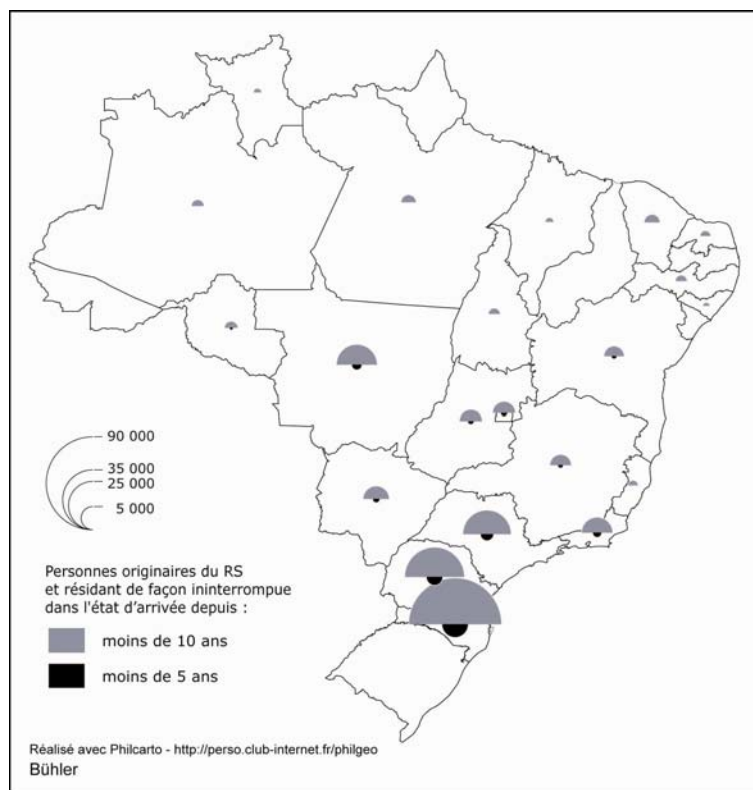 90 000
35 000
25 000
5 000
Personnes originaires du RS
et résidant de façon ininterrompue
dans l'état d'arrivée depuis :
moins de 10 ans
moins de 5 ans
Réalisé avec Philcarto - http://perso.club-internet.fr/philgeo
Bühler